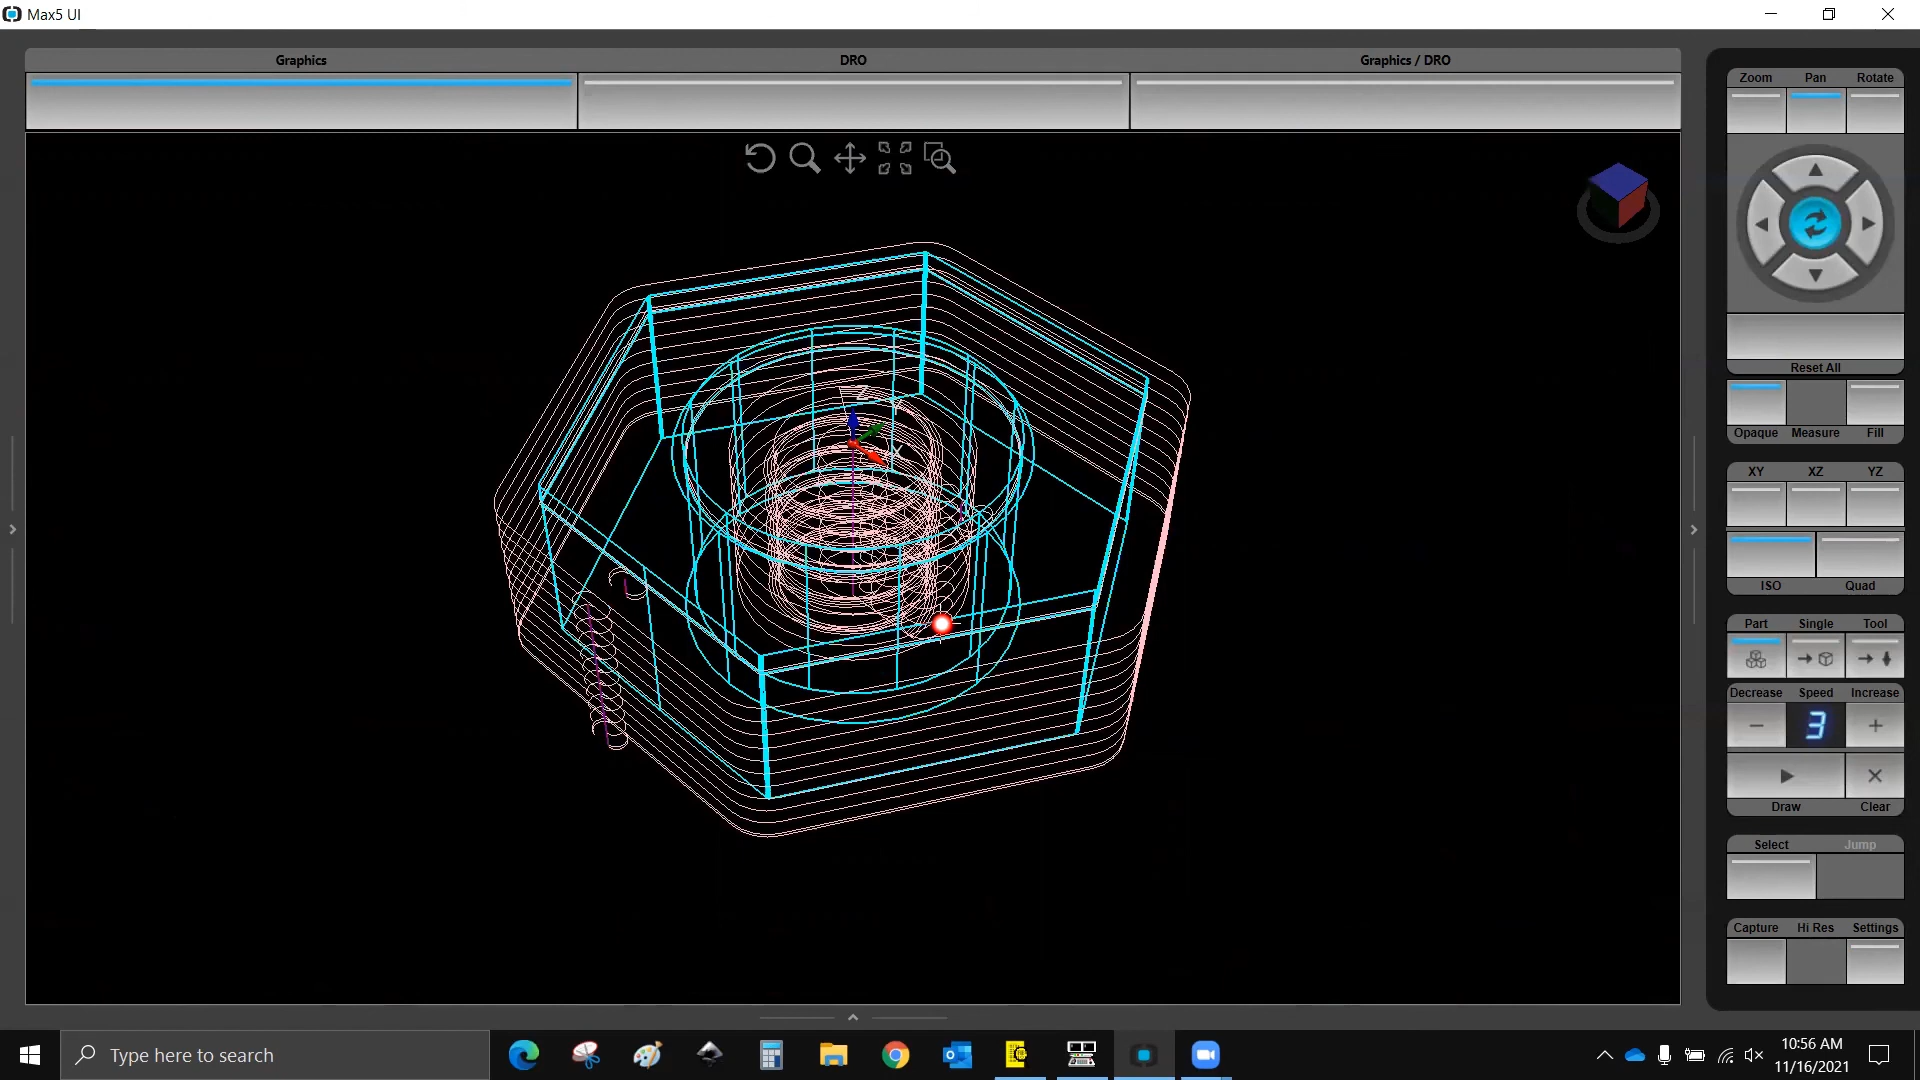 Max5 UI
Graphics
DRO
Graphics / DRO
Zoom Pan Rotate
Reset All
Opaque Measure Fill
XY XZ YZ
ISO Quad
Part Single Tool
Decrease Speed Increase
3
Draw Clear
Select Jump
Capture Hi Res Settings
Z
Y
X
Type here to search
10:56 AM
11/16/2021